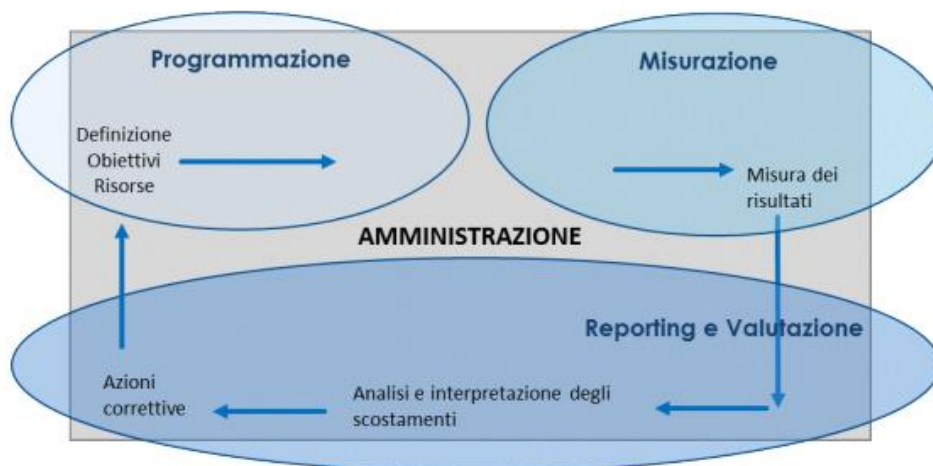 Programmazione
Misurazione
Definizione
Obiettivi
Risorse
Misura dei
risultati
AMMINISTRAZIONE
Reporting e Valutazione
Azioni
correttive
Analisi e interpretazione degli
scostamenti